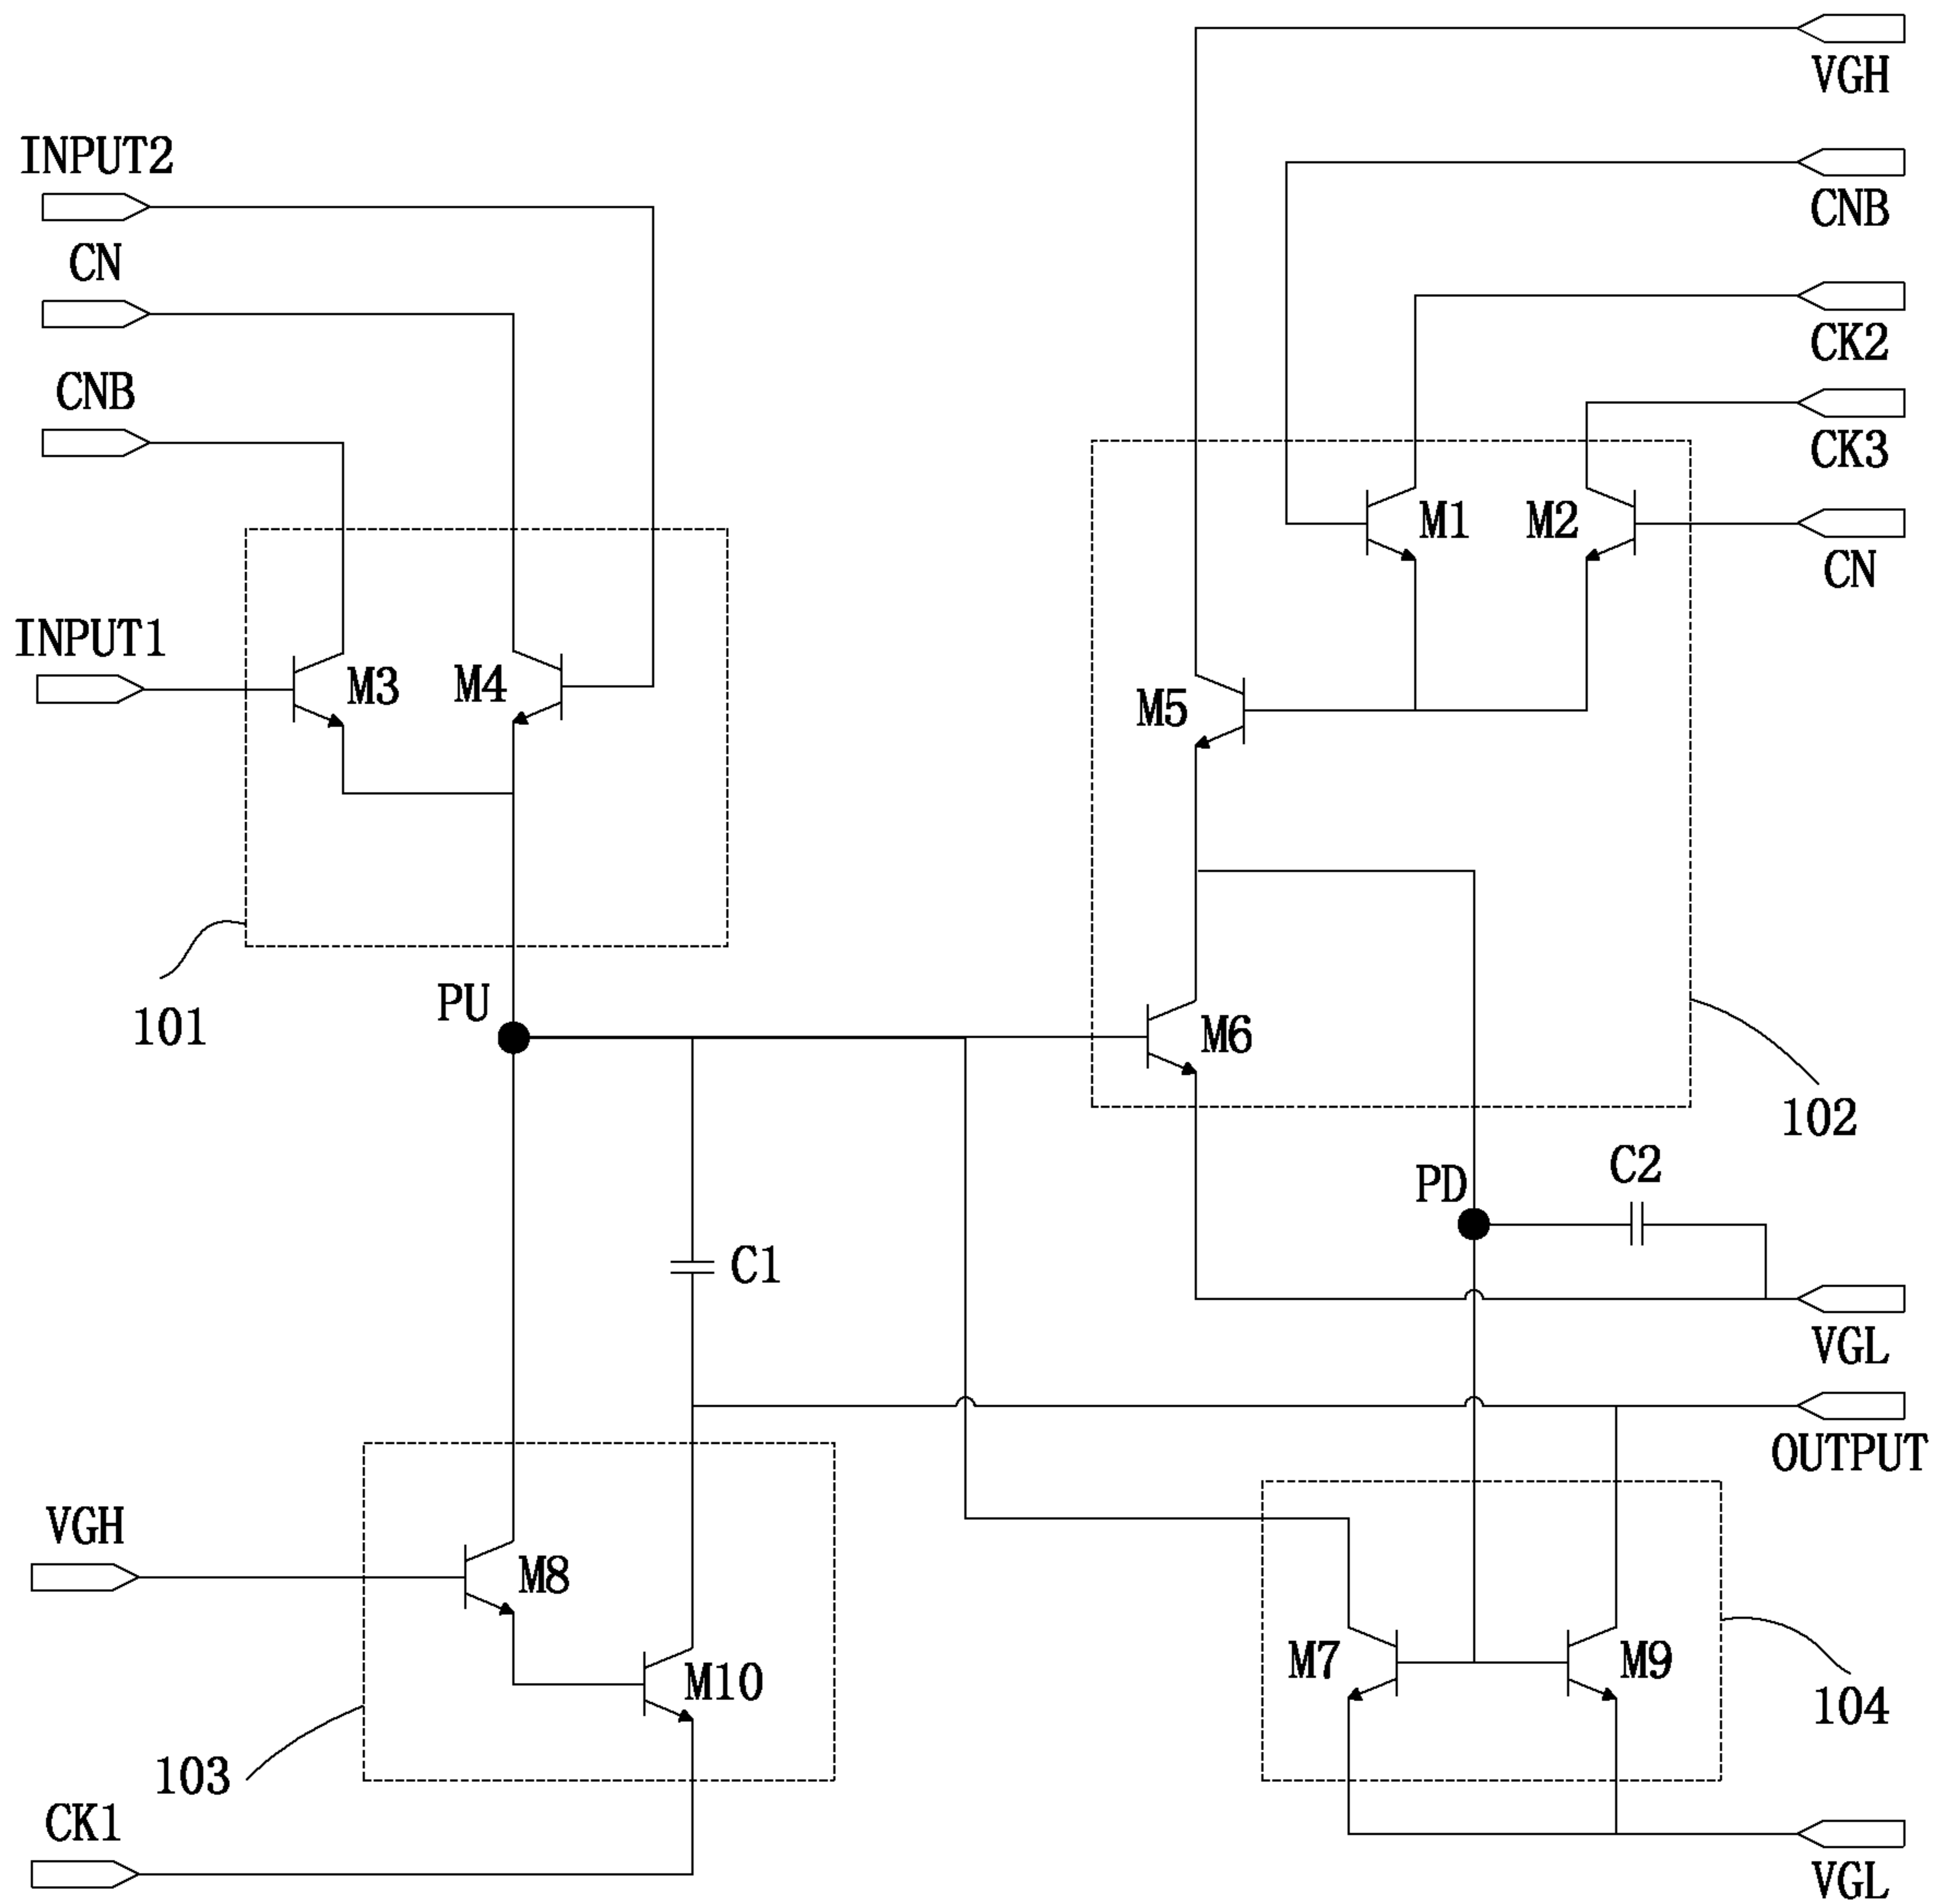 VGH
INPUT2
CNB
CN
CK2
CNB
CK3
M1
M2
CN
INPUT1
M3
M4
M5
PU
101
M6
102
C2
PD
C1
VGL
OUTPUT
VGH
M8
M7
M9
M10
104
103
CK1
VGL